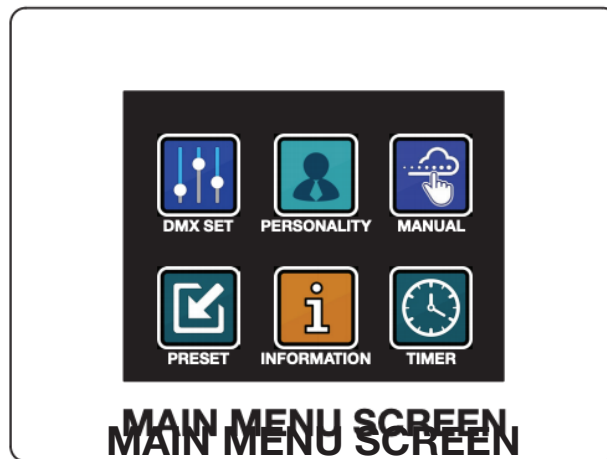 DMX SET PERSONALITY MANUAL
PRESET INFORMATION TIMER
MAIN MENU SCREEN
MAIN MENU SCREEN